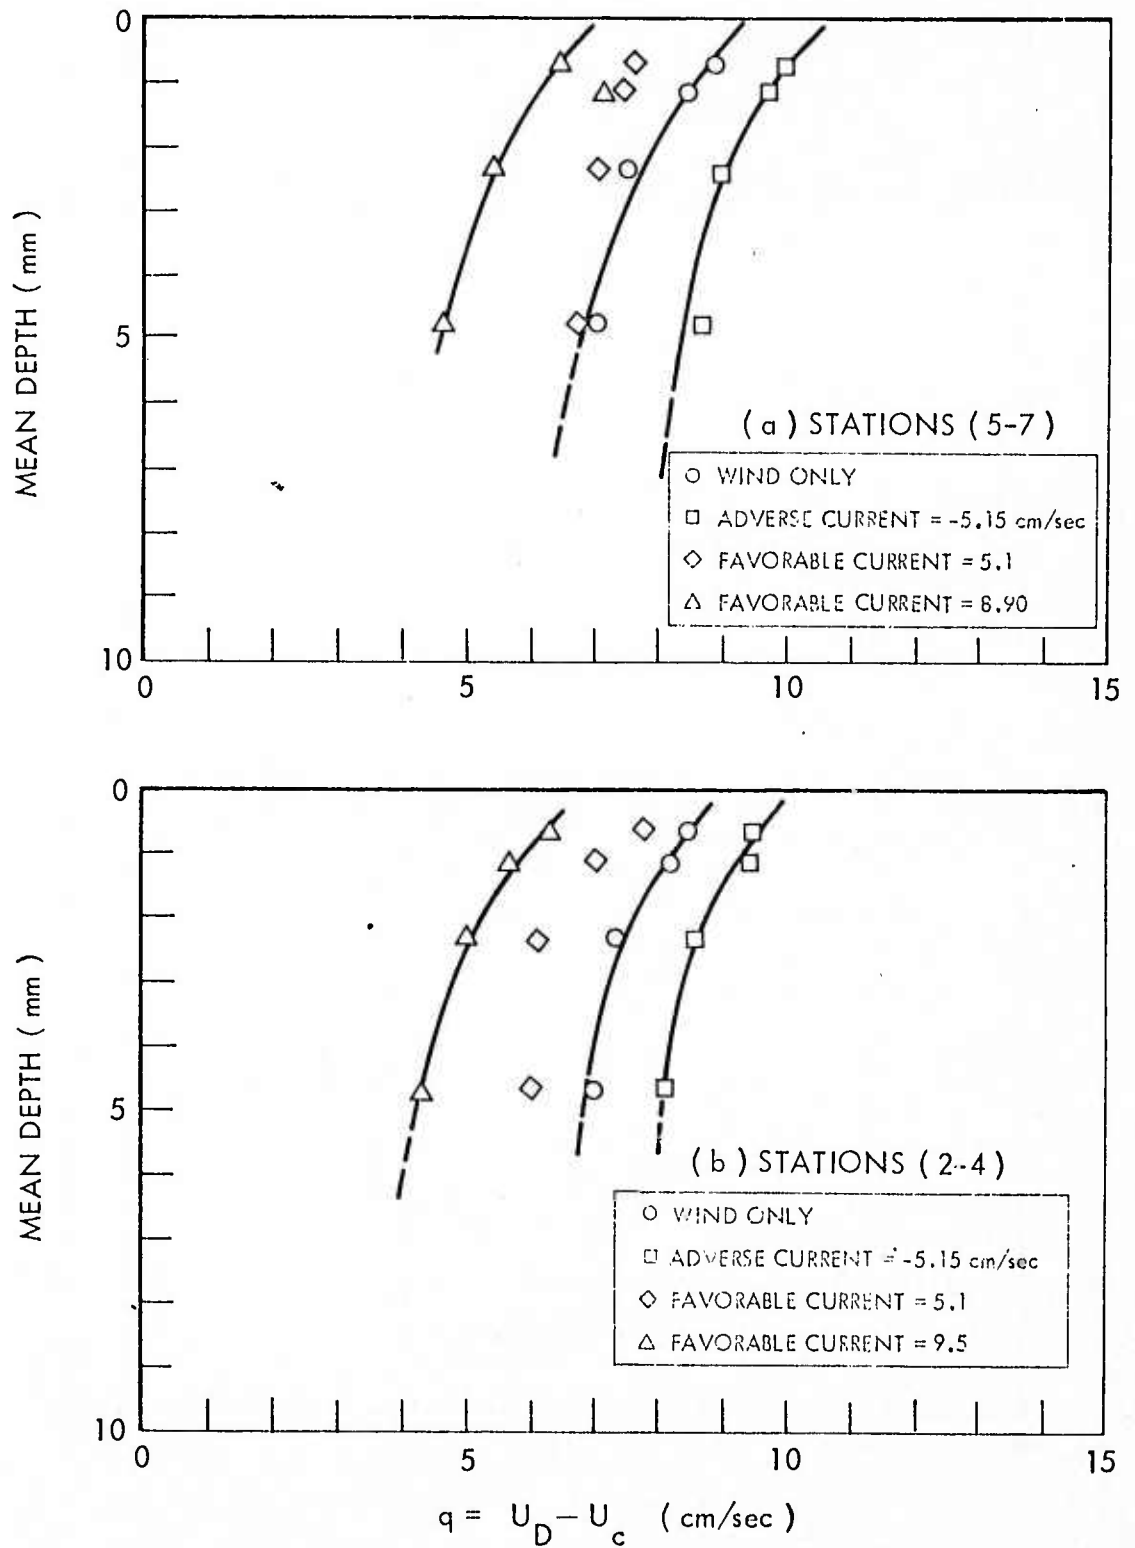 0
5
10
MEAN DEPTH (mm)
(a) STATIONS (5-7)
○ WIND ONLY
□ ADVERSE CURRENT = -5.15 cm/sec
◇ FAVORABLE CURRENT = 5.1
△ FAVORABLE CURRENT = 8.90
0 5 10 15
0
5
10
MEAN DEPTH (mm)
(b) STATIONS (2-4)
○ WIND ONLY
□ ADVERSE CURRENT = -5.15 cm/sec
◇ FAVORABLE CURRENT = 5.1
△ FAVORABLE CURRENT = 9.5
0 5 10 15
q = U_D - U_c (cm/sec)